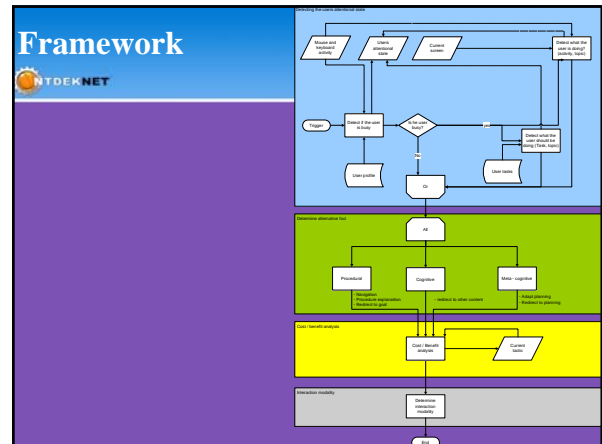 Framework
NTDEKNET
Detecting the users attentional state
Mouse and
keyboard
activity
Users
attentional
state
Current
screen
Detect what the
user is doing?
(activity, topic)
Trigger
Detect if the user
is busy
Is he user
busy?
yes
Detect what the
user should be
doing (Task, topic)
No
User profile
User tasks
Or
Determine alternative foci
All
Procedural
Cognitive
Meta - cognitive
- Navigation
- Procedure explanation
- Redirect to goal
- redirect to other content
- Adapt planning
- Redirect to planning
Cost / benefit analysis
Cost / Benefit
analysis
Current
tasks
Interaction modality
Determine
interaction
modality
End